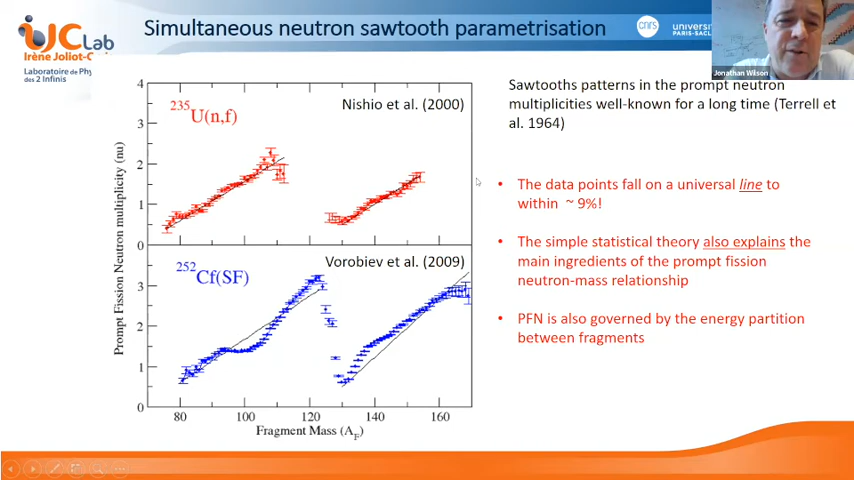 Simultaneous neutron sawtooth parametrisation
IJCLab
Irène Joliot-C
Laboratoire de Phy
des 2 Infinis
cnrs
univers
PARIS-SACL
Jonathan Wilson
Sawtooths patterns in the prompt neutron
multiplicities well-known for a long time (Terrell et
al. 1964)
• The data points fall on a universal line to
within ~ 9%!
• The simple statistical theory also explains the
main ingredients of the prompt fission
neutron-mass relationship
• PFN is also governed by the energy partition
between fragments
Prompt Fission Neutron multiplicity (nu)
4
3
2
1
0
235U(n,f)
Nishio et al. (2000)
3
2
1
0
252Cf(SF)
Vorobiev et al. (2009)
80 100 120 140 160
Fragment Mass (AF)